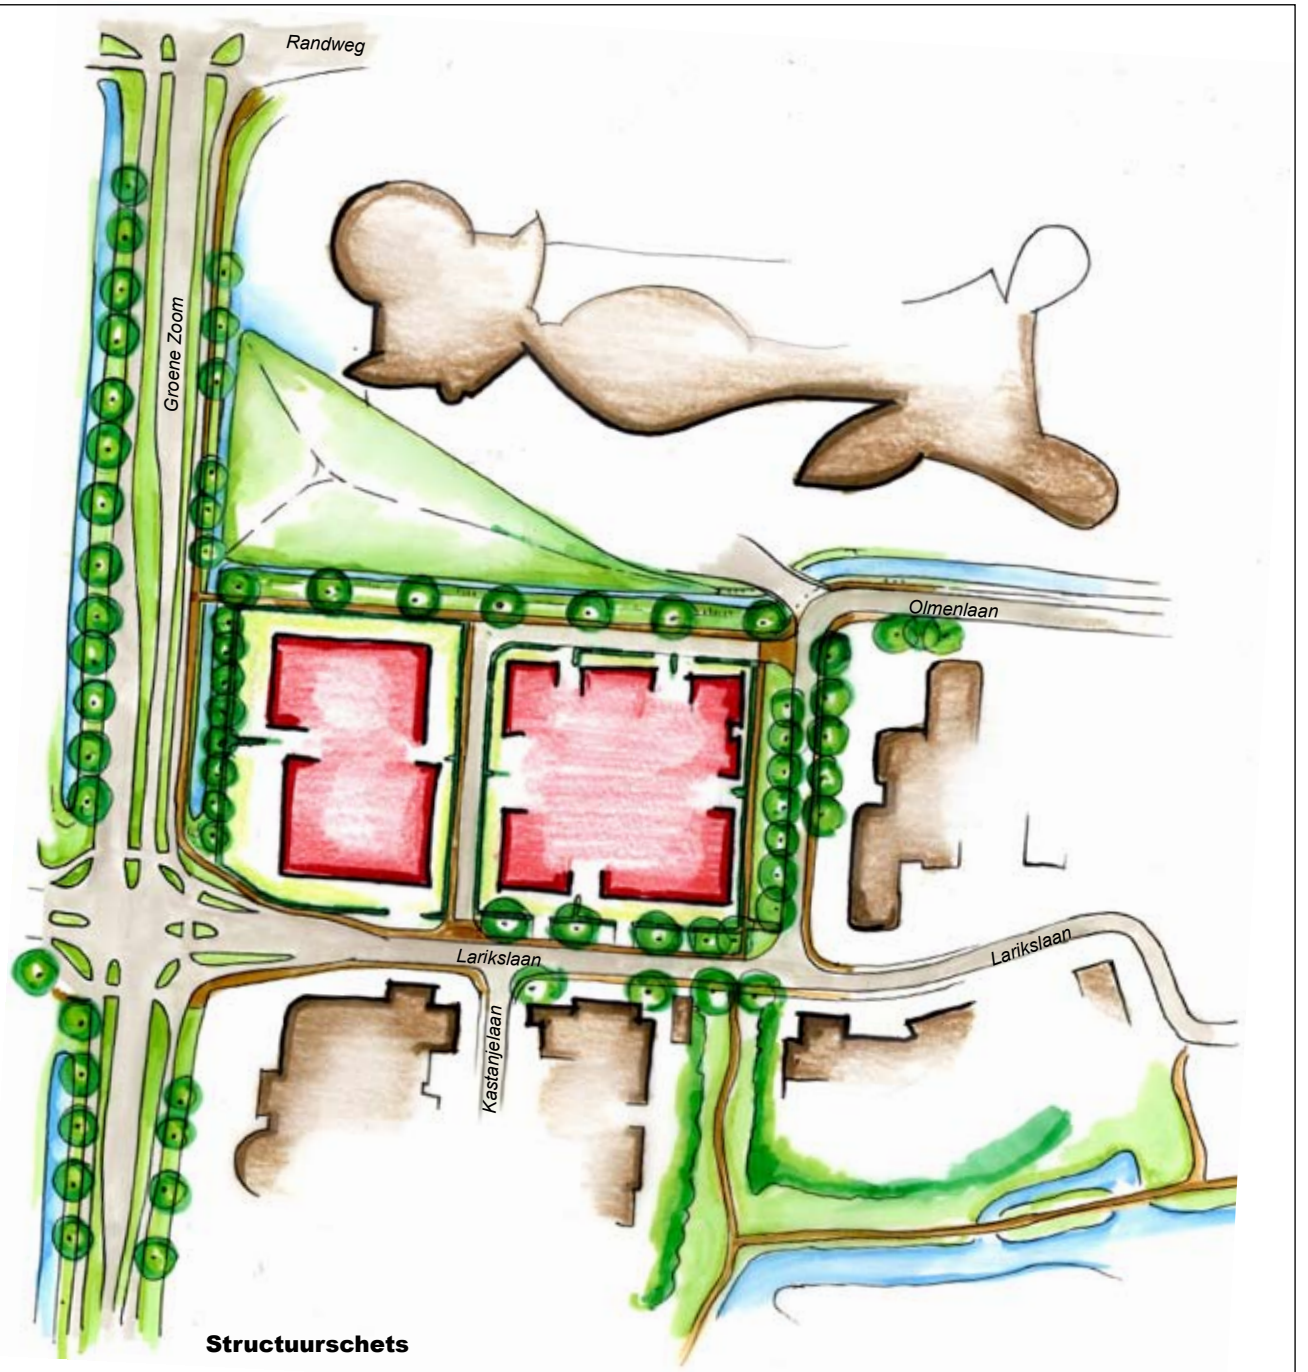 Randweg
Groene Zoom
Olmenlaan
Larikslaan
Larikslaan
Kastanjelaan
Structuurschets